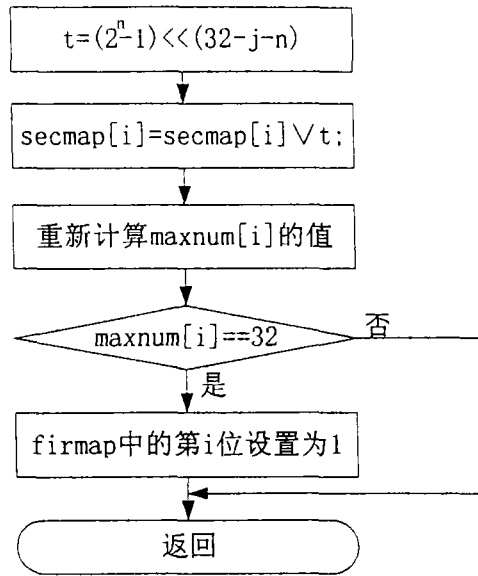 t=(2ⁿ-1)<<(32-j-n)
secmap[i]=secmap[i]∨t;
重新计算maxnum[i]的值
maxnum[i]==32
否
是
firmap中的第i位设置为1
返回